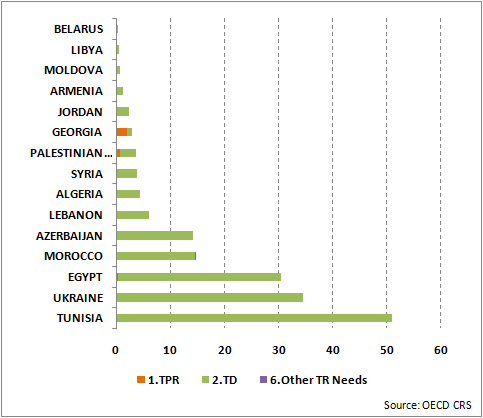 BELARUS
LIBYA
MOLDOVA
ARMENIA
JORDAN
GEORGIA
PALESTINIAN ...
SYRIA
ALGERIA
LEBANON
AZERBAIJAN
MOROCCO
EGYPT
UKRAINE
TUNISIA
0 10 20 30 40 50 60
1.TPR 2.TD 6.Other TR Needs
Source: OECD CRS